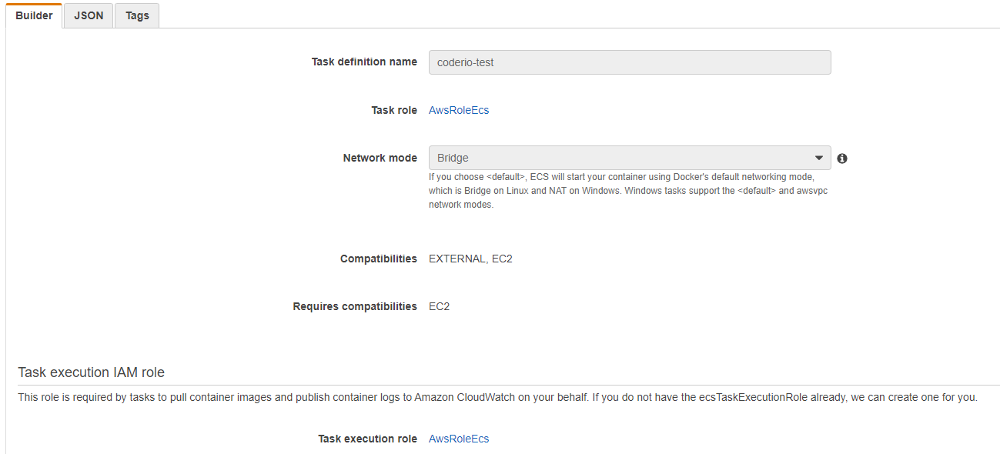 Builder JSON Tags
Task definition name coderio-test
Task role AwsRoleEcs
Network mode Bridge
If you choose <default>, ECS will start your container using Docker's default networking mode,
which is Bridge on Linux and NAT on Windows. Windows tasks support the <default> and awsvpc
network modes.
Compatibilities EXTERNAL, EC2
Requires compatibilities EC2
Task execution IAM role
This role is required by tasks to pull container images and publish container logs to Amazon CloudWatch on your behalf. If you do not have the ecsTaskExecutionRole already, we can create one for you.
Task execution role AwsRoleEcs